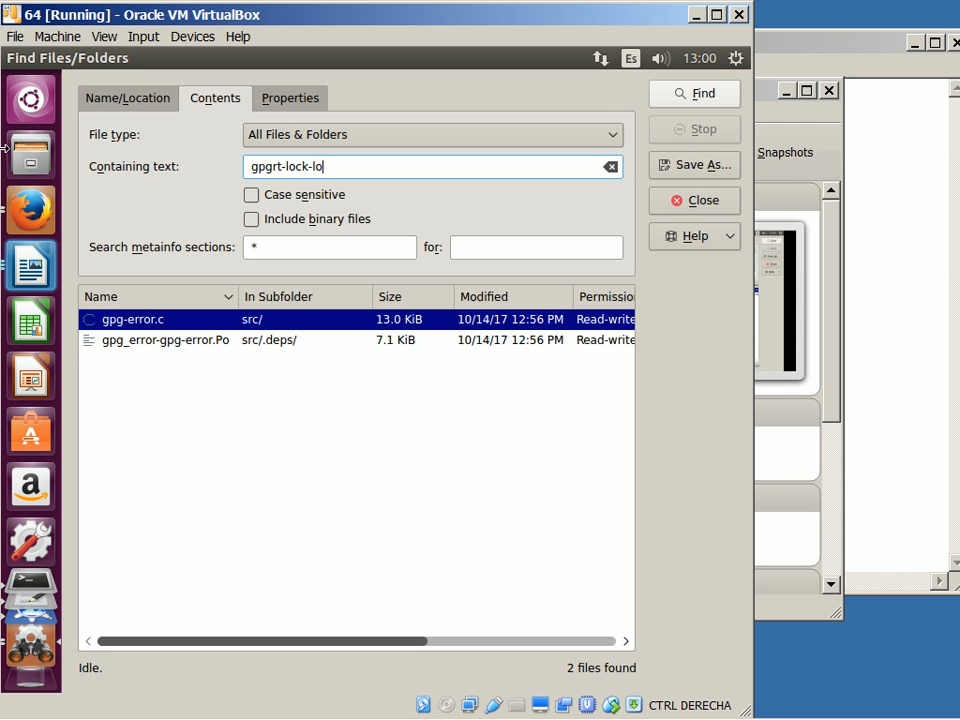 64 [Running] - Oracle VM VirtualBox
File Machine View Input Devices Help
Find Files/Folders
Es
13:00
Name/Location Contents Properties
Find
File type: All Files & Folders
Stop
Containing text: gpgrt-lock-lo
Save As...
Snapshots
Case sensitive
Close
Include binary files
Search metainfo sections: * for:
Help
Name In Subfolder Size Modified Permissio
gpg-error.c src/ 13.0 KiB 10/14/17 12:56 PM Read-write
gpg_error-gpg-error.Po src/.deps/ 7.1 KiB 10/14/17 12:56 PM Read-write
a
Idle. 2 files found
CTRL DERECHA